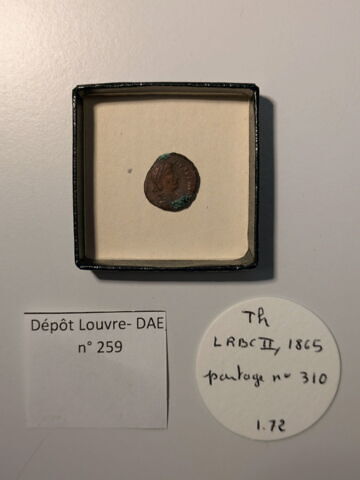 Dépôt Louvre- DAE
n° 259
Th
LRBC II, 1865
partage n° 310
1.72